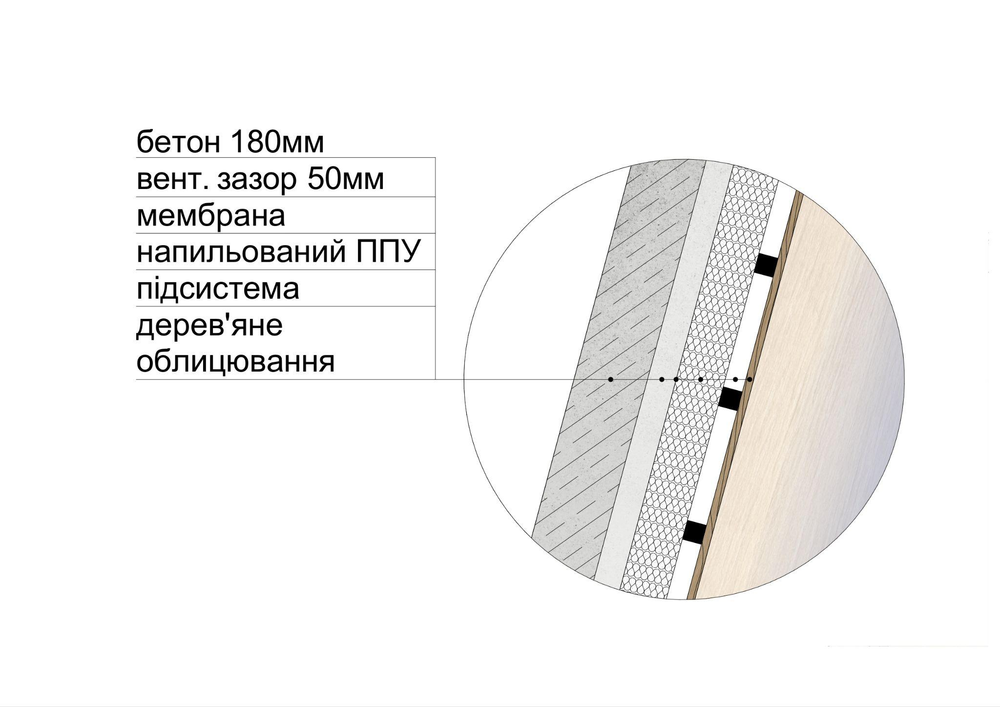 бетон 180мм
вент. зазор 50мм
мембрана
напильований ППУ
підсистема
дерев'яне
облицювання